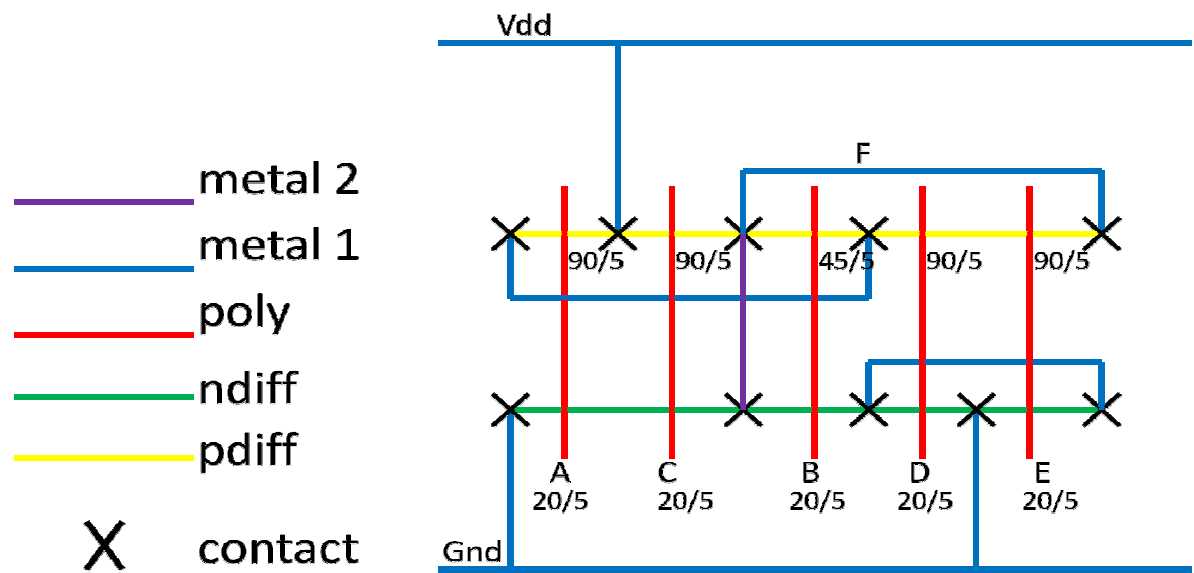 Vdd
F
metal 2
metal 1
poly
ndiff
pdiff
X contact
90/5 90/5 45/5 90/5 90/5
A C B D E
20/5 20/5 20/5 20/5 20/5
Gnd